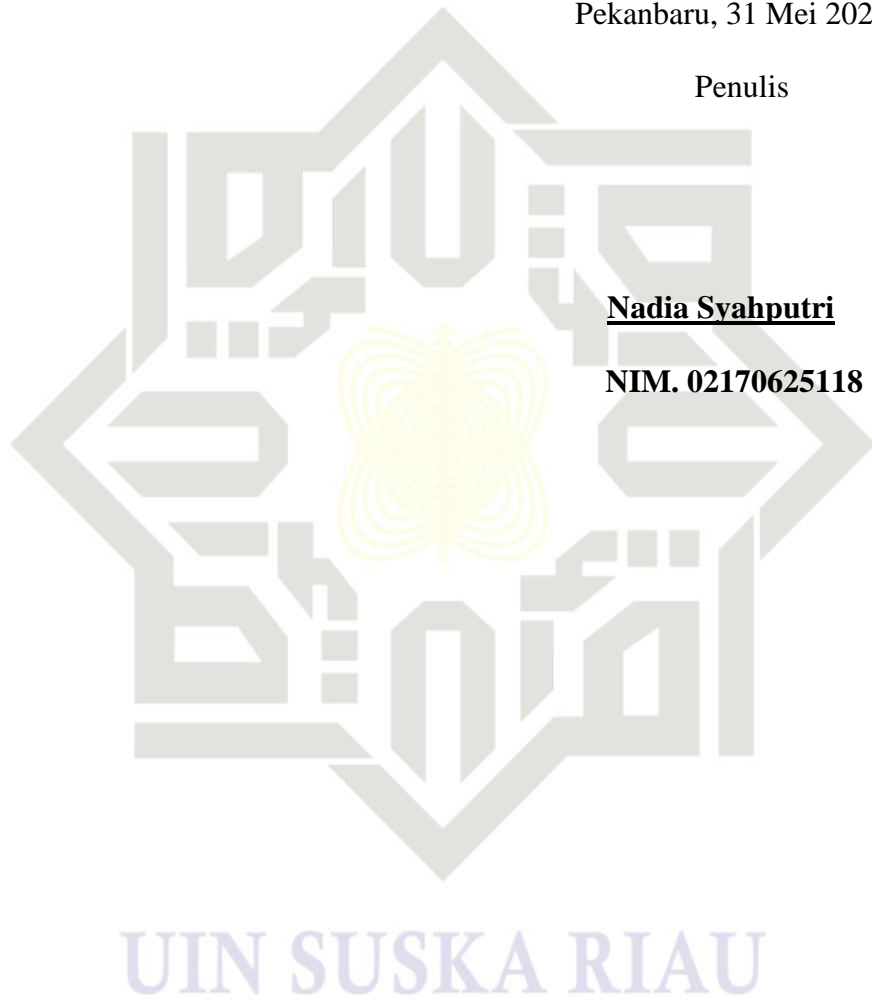 Pekanbaru, 31 Mei 202
Penulis
Nadia Syahputri
NIM. 02170625118
UIN SUSKA RIAU